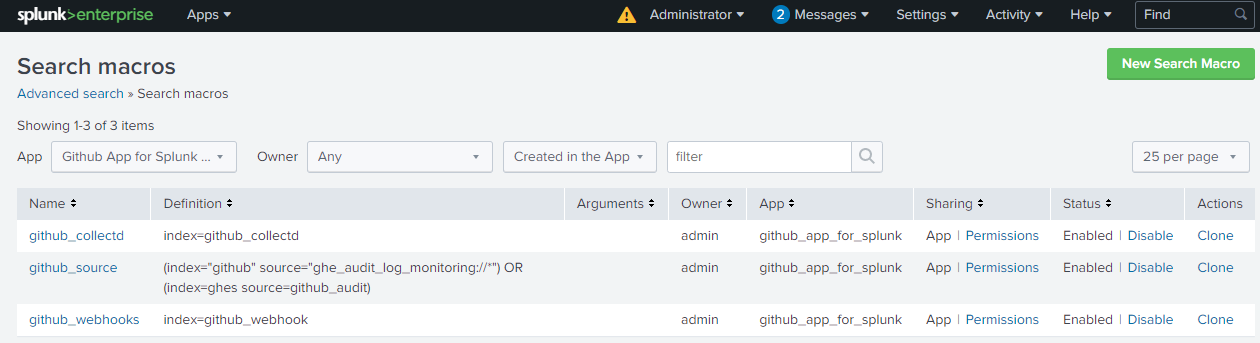 splunk>enterprise Apps Administrator 2 Messages Settings Activity Help Find
Search macros
New Search Macro
Advanced search » Search macros
Showing 1-3 of 3 items
App Github App for Splunk ... Owner Any Created in the App filter 25 per page
Name Definition Arguments Owner App Sharing Status Actions
github_collectd index=github_collectd admin github_app_for_splunk App | Permissions Enabled | Disable Clone
github_source (index="github" source="ghe_audit_log_monitoring://*") OR admin github_app_for_splunk App | Permissions Enabled | Disable Clone
(index=ghes source=github_audit)
github_webhooks index=github_webhook admin github_app_for_splunk App | Permissions Enabled | Disable Clone